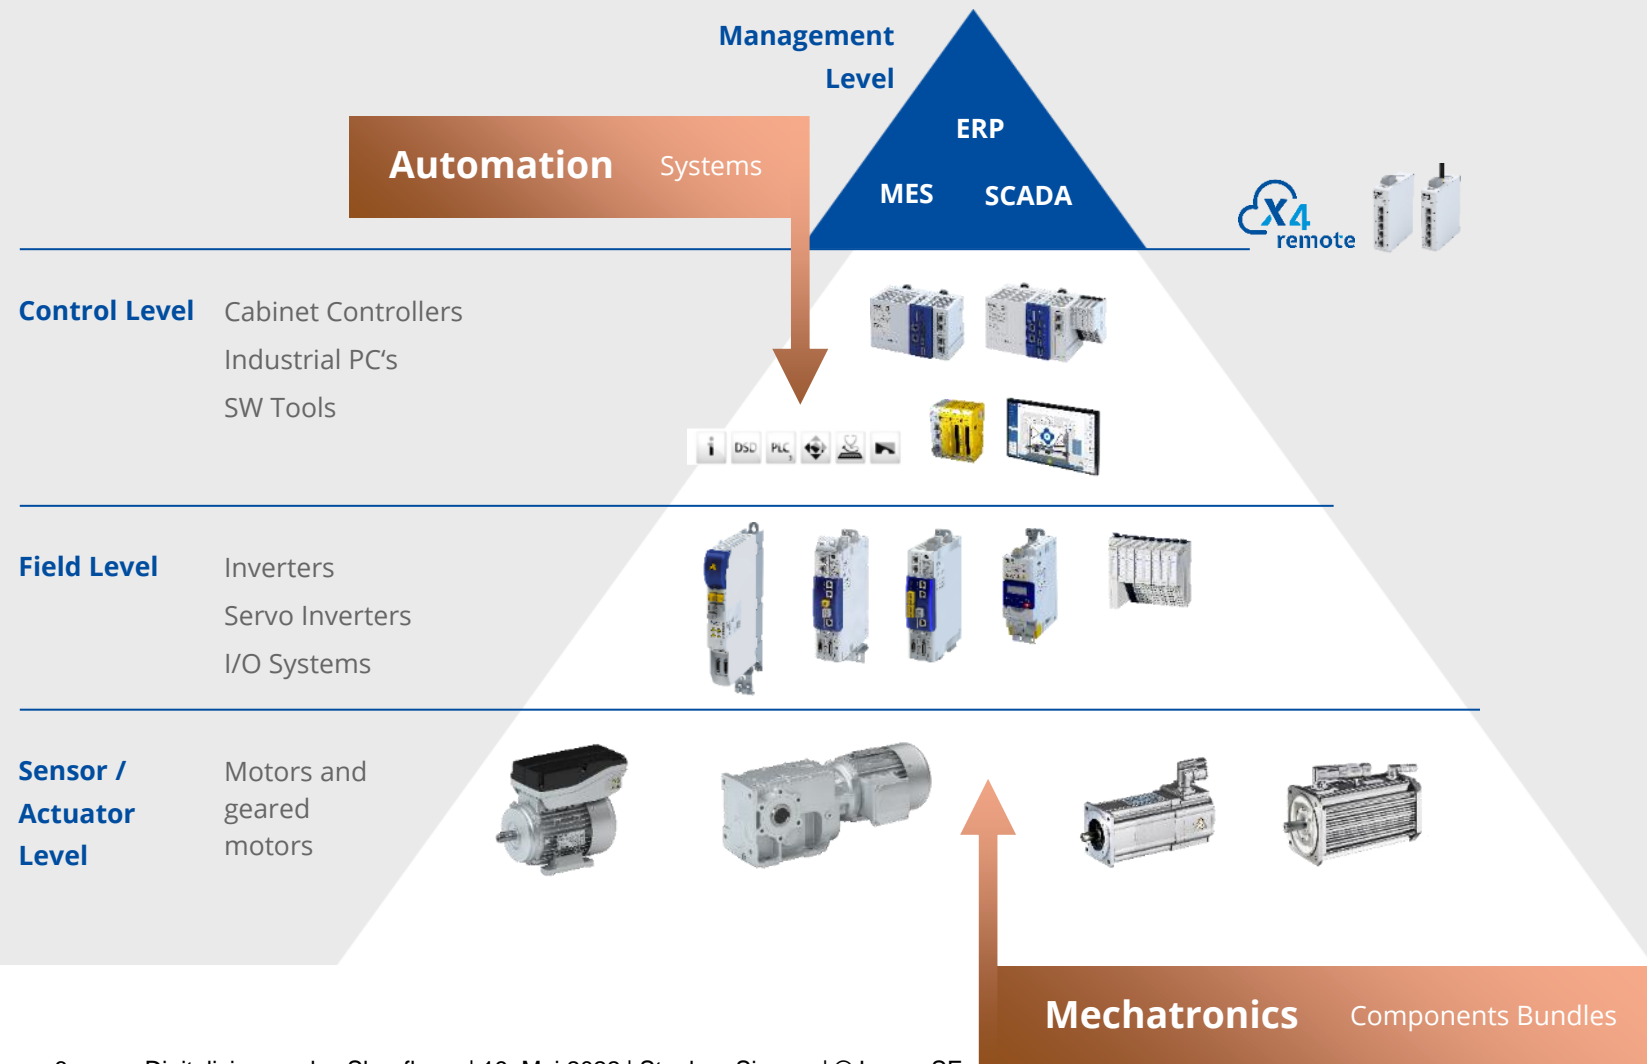 Management
Level
ERP
MES SCADA
Automation Systems
X4
remote
Control Level
Cabinet Controllers
Industrial PC‘s
SW Tools
i DSD PLC
Field Level
Inverters
Servo Inverters
I/O Systems
Sensor /
Actuator
Level
Motors and
geared
motors
Mechatronics Components Bundles